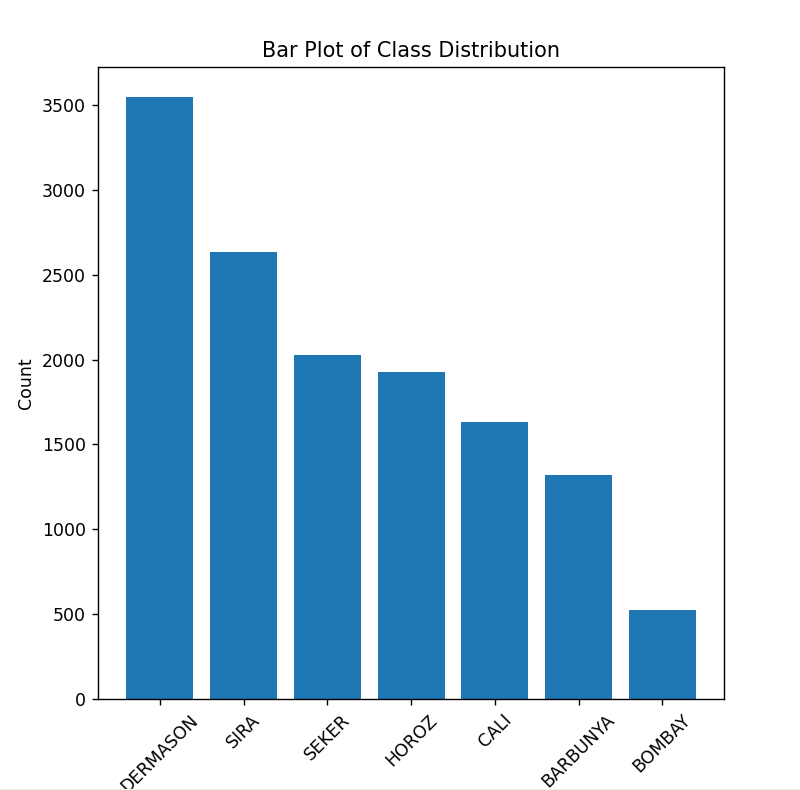 Bar Plot of Class Distribution
Count
3500
3000
2500
2000
1500
1000
500
0
DERMASON
SIRA
SEKER
HOROZ
CALI
BARBUNYA
BOMBAY